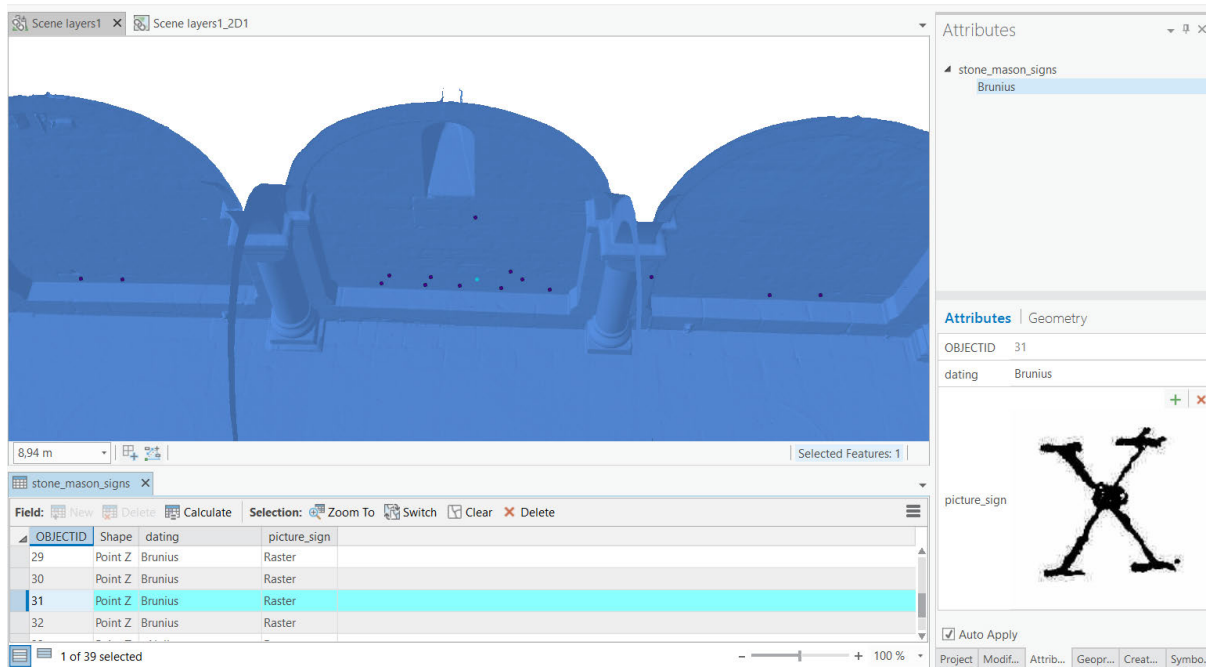 Scene layers1 Scene layers1_2D1
Attributes
stone_mason_signs
Brunius
Attributes Geometry
OBJECTID 31
dating Brunius
picture_sign
X
8,94 m
Selected Features: 1
stone_mason_signs
Field: New Delete Calculate Selection: Zoom To Switch Clear Delete
OBJECTID Shape dating picture_sign
29 Point Z Brunius Raster
30 Point Z Brunius Raster
31 Point Z Brunius Raster
32 Point Z Brunius Raster
1 of 39 selected
100 %
Auto Apply
Project Modif... Attrib... Geopr... Creat... Symbo...